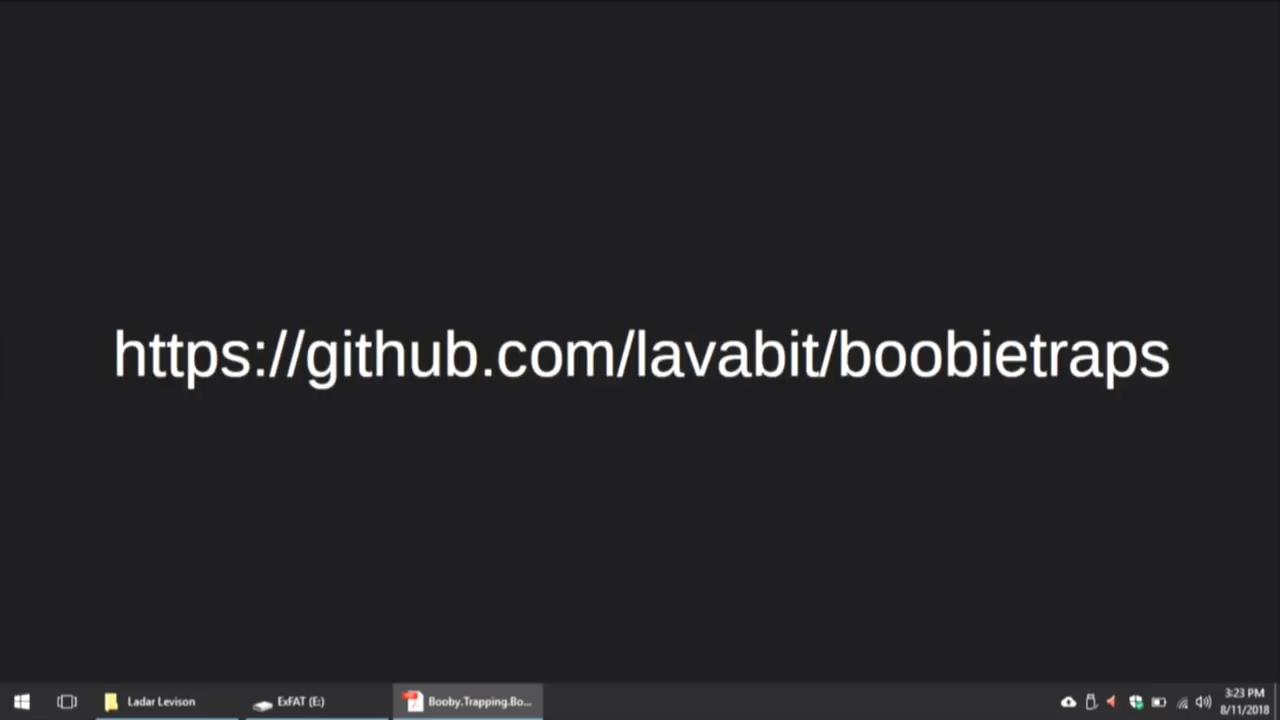 https://github.com/lavabit/boobietraps
Ladar Levison
ExFAT (E:)
Booby.Trapping.Bo...
3:23 PM
8/11/2018